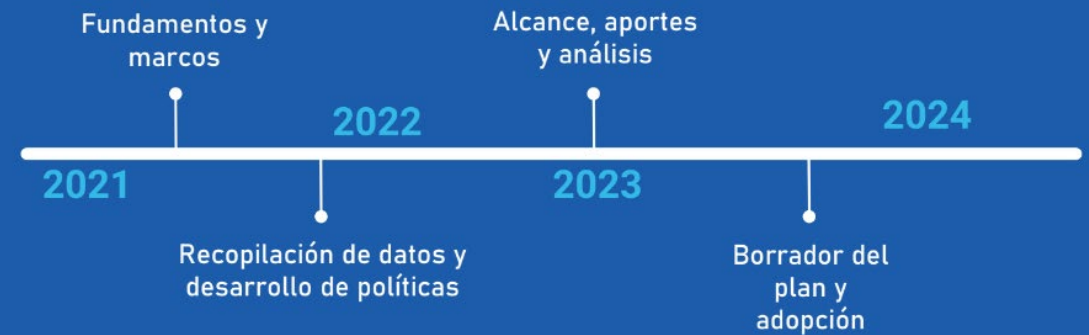 Fundamentos y
marcos
Alcance, aportes
y análisis
2022
2024
2021
2023
Recopilación de datos y
desarrollo de políticas
Borrador del
plan y
adopción